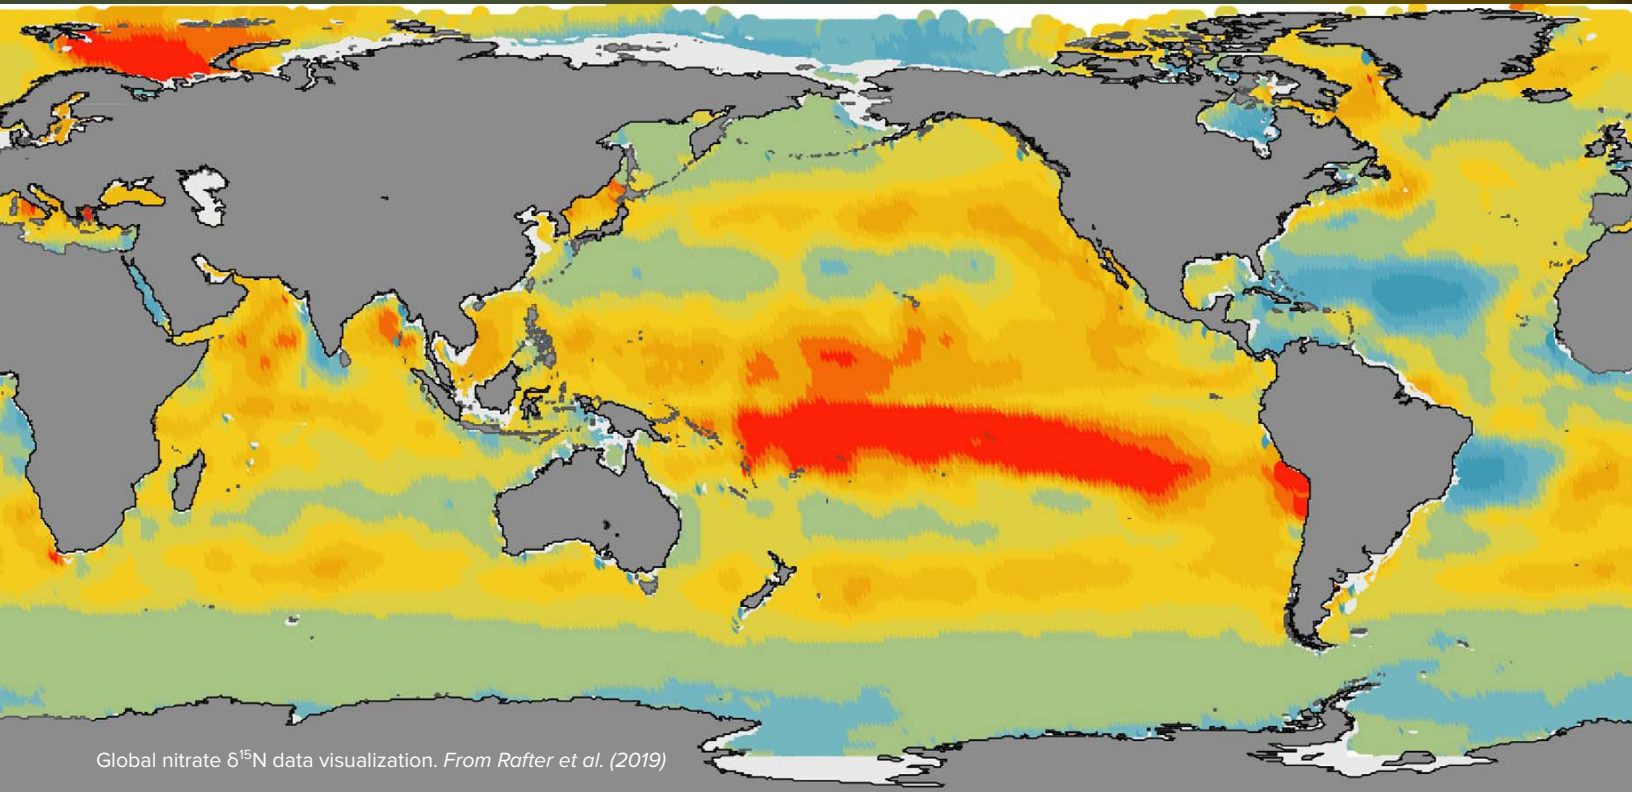 Global nitrate δ¹⁵N data visualization. From Rafter et al. (2019)